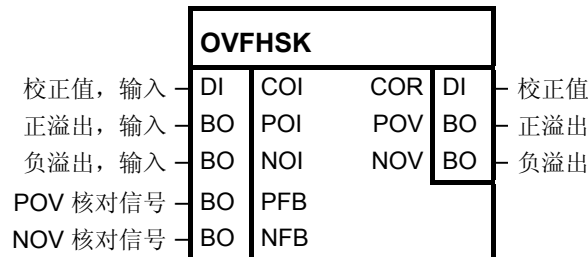 OVFHSK
校正值，输入 DI COI COR DI 校正值
正溢出，输入 BO POI POV BO 正溢出
负溢出，输入 BO NOI NOV BO 负溢出
POV 核对信号 BO PFB
NOV 核对信号 BO NFB